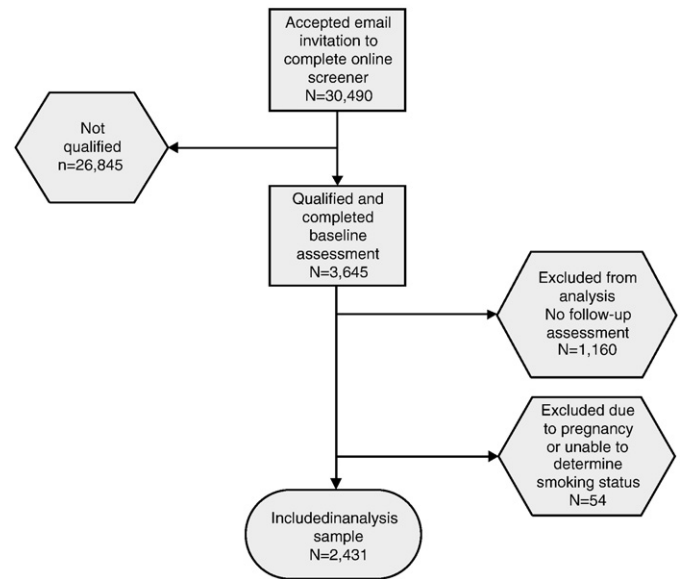 Accepted email
invitation to
complete online
screener
N=30,490
Not
qualified
n=26,845
Qualified and
completed
baseline
assessment
N=3,645
Excluded from
analysis
No follow-up
assessment
N=1,160
Excluded due
to pregnancy
or unable to
determine
smoking status
N=54
Includedinanalysis
sample
N=2,431